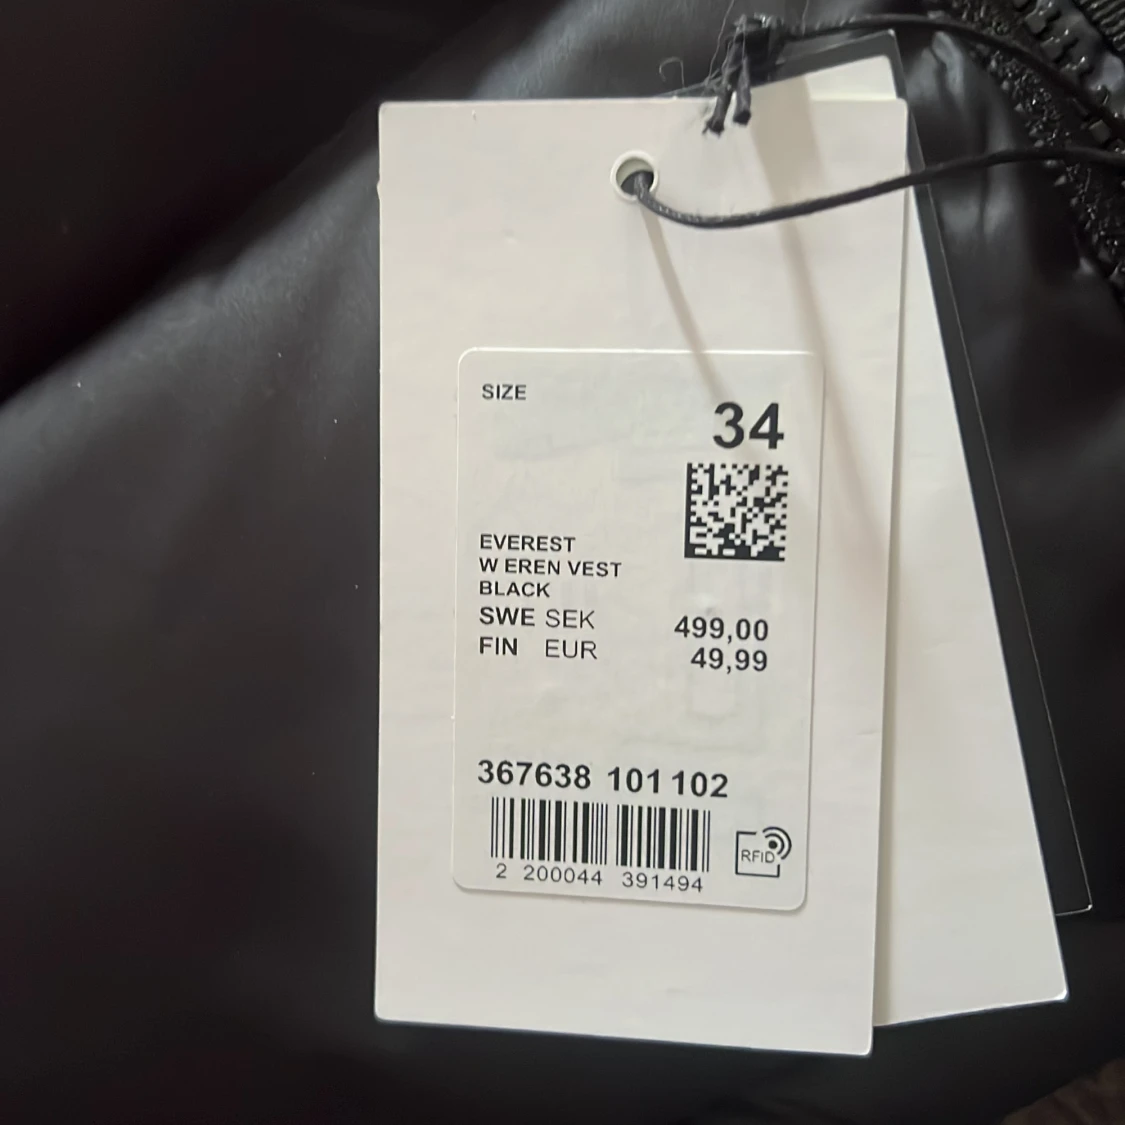 SIZE
34
EVEREST
W EREN VEST
BLACK
SWE SEK 499,00
FIN EUR 49,99
367638 101 102
2 200044 391494
RFID